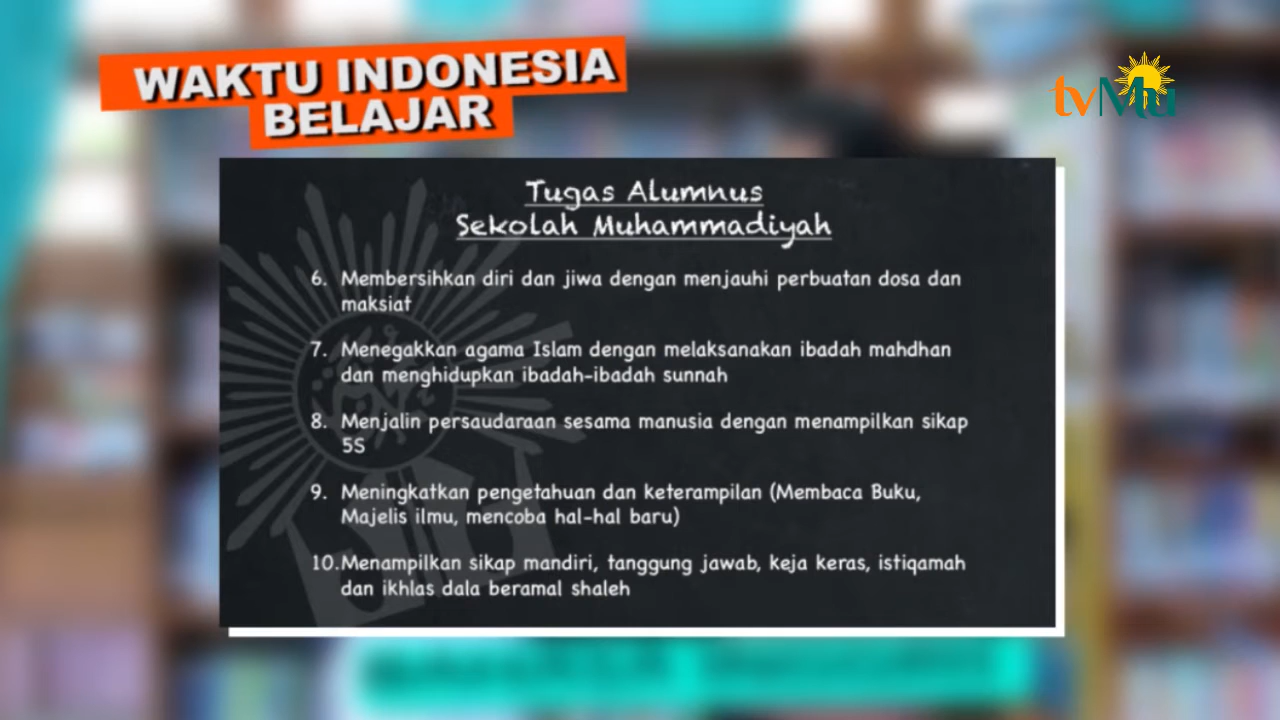 WAKTU INDONESIA
BELAJAR
tvMu
Tugas Alumnus
Sekolah Muhammadiyah
6. Membersihkan diri dan jiwa dengan menjauhi perbuatan dosa dan
maksiat
7. Menegakkan agama Islam dengan melaksanakan ibadah mahdhan
dan menghidupkan ibadah-ibadah sunnah
8. Menjalin persaudaraan sesama manusia dengan menampilkan sikap
5S
9. Meningkatkan pengetahuan dan keterampilan (Membaca Buku,
Majelis ilmu, mencoba hal-hal baru)
10.Menampilkan sikap mandiri, tanggung jawab, keja keras, istiqamah
dan ikhlas dala beramal shaleh